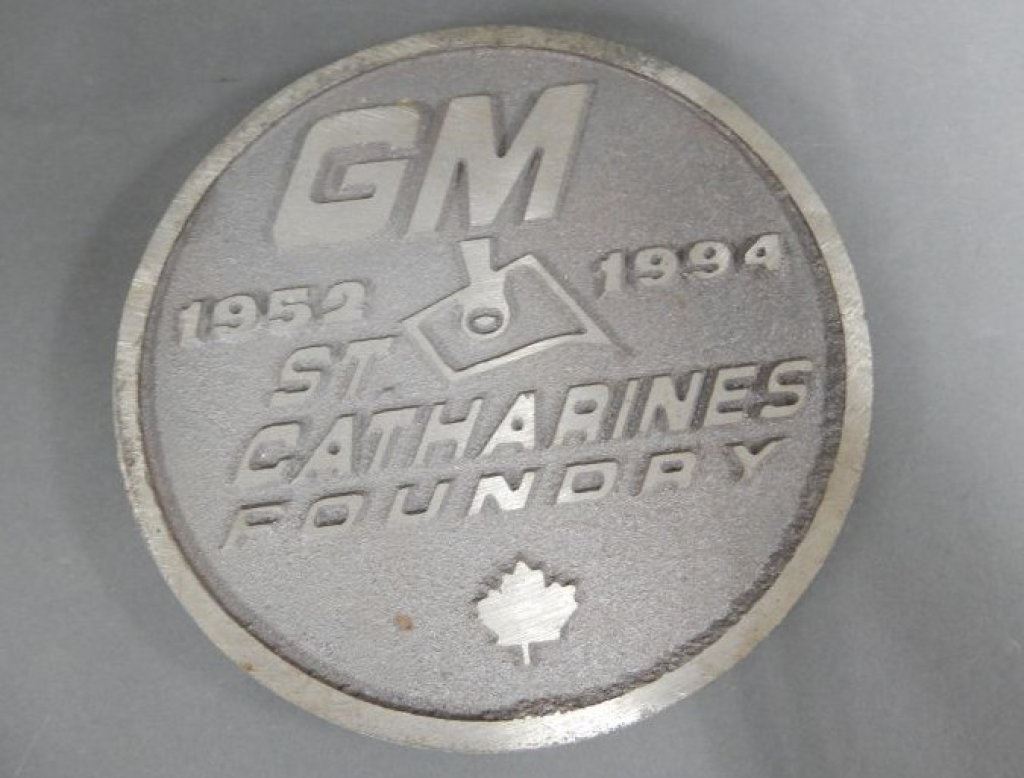 GM
1952 1994
ST.
CATHARINES
FOUNDRY